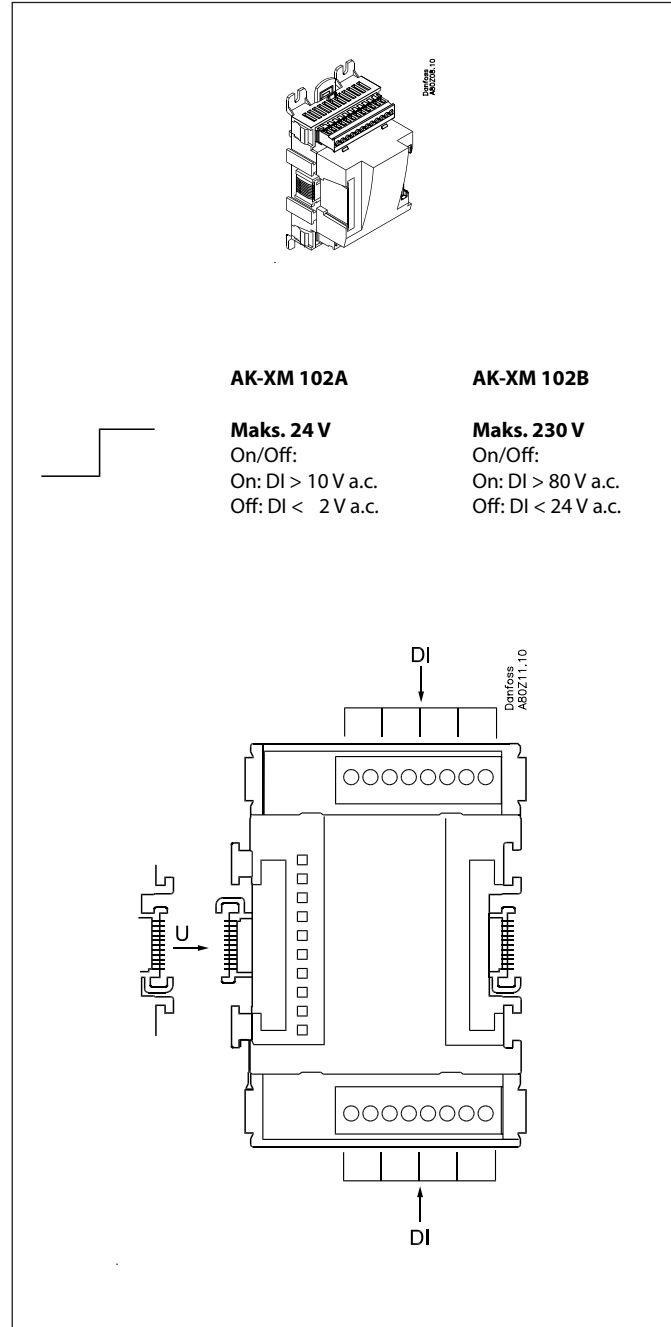 Danfoss
A80Z08.10
AK-XM 102A
Maks. 24 V
On/Off:
On: DI > 10 V a.c.
Off: DI < 2 V a.c.
AK-XM 102B
Maks. 230 V
On/Off:
On: DI > 80 V a.c.
Off: DI < 24 V a.c.
DI
Danfoss
A80Z11.10
U
DI